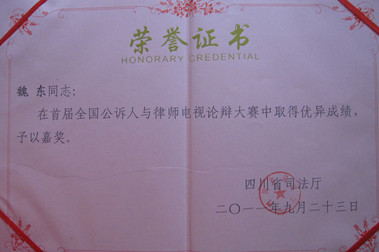 荣誉证书
HONORARY CREDENTIAL
魏 东同志：
在首届全国公诉人与律师电视论辩大赛中取得优异成绩，
予以嘉奖。
四川省司法厅
二〇一一年九月二十三日